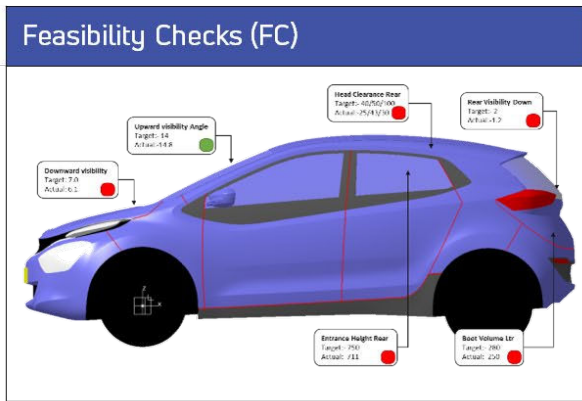 Feasibility Checks (FC)
Head Clearance Rear
Target:- 40/50/100
Actual:-25/43/30
Rear Visibility Down
Target:- 2
Actual:-1.2
Upward visibility Angle
Target:- 14
Actual:-14.8
Downward visibility
Target: 7.0
Actual: 6.1
Z
X
Entrance Height Rear
Target:- 750
Actual: 711
Boot Volume Ltr
Target:- 280
Actual: 250